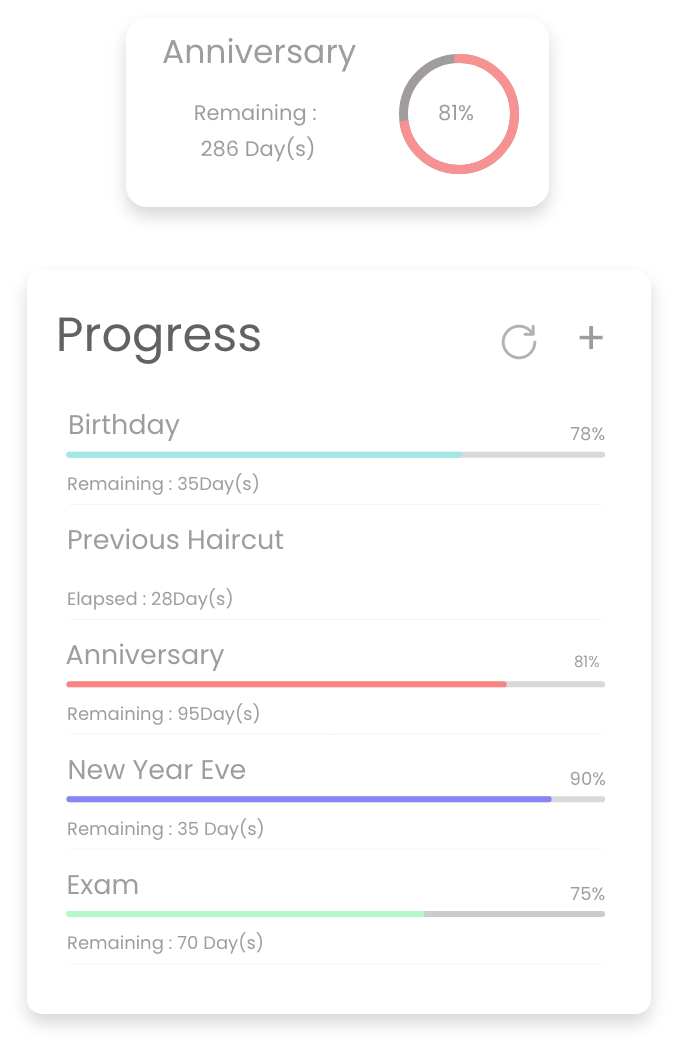 Anniversary
Remaining :
286 Day(s)
81%
Progress
+
Birthday
78%
Remaining : 35Day(s)
Previous Haircut
Elapsed : 28Day(s)
Anniversary
81%
Remaining : 95Day(s)
New Year Eve
90%
Remaining : 35 Day(s)
Exam
75%
Remaining : 70 Day(s)